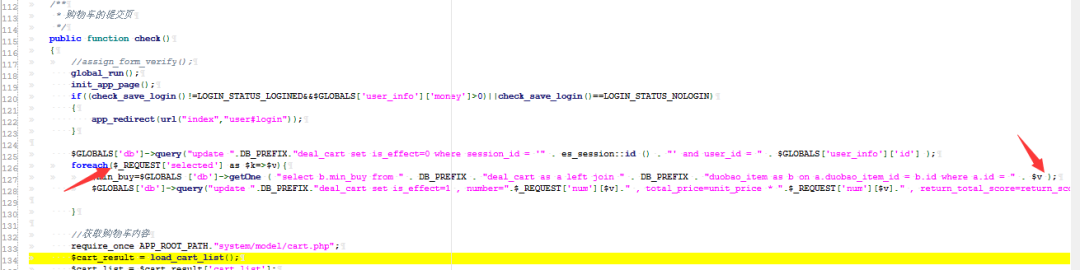 112 /**
113 * 购物车的提交页
114 */
115 public function check()
116 {
117 //assign_form_verify();
118 global_run();
119 init_app_page();
120 if((check_save_login()!=LOGIN_STATUS_LOGINED&&$GLOBALS['user_info']['money']>0)||check_save_login()==LOGIN_STATUS_NOLOGIN)
121 {
122 app_redirect(url("index","user#login"));
123 }
124
125 $GLOBALS['db']->query("update ".DB_PREFIX."deal_cart set is_effect=0 where session_id = '" . es_session::id () . "' and user_id = " . $GLOBALS['user_info']['id'] );
126 foreach($_REQUEST['selected'] as $k=>$v){
127 min_buy=$GLOBALS ['db']->getOne ( "select b.min_buy from " . DB_PREFIX . "deal_cart as a left join " . DB_PREFIX . "duobao_item as b on a.duobao_item_id = b.id where a.id = " . $v );
128 $GLOBALS['db']->query("update ".DB_PREFIX."deal_cart set is_effect=1 , number=".$_REQUEST['num'][$v]." , total_price=unit_price * ".$_REQUEST['num'][$v]." , return_total_score=return_sco
129
130 }
131
132 //获取购物车内容
133 require_once APP_ROOT_PATH."system/model/cart.php";
134 $cart_result = load_cart_list();
$cart_list = $cart_result['cart_list'];